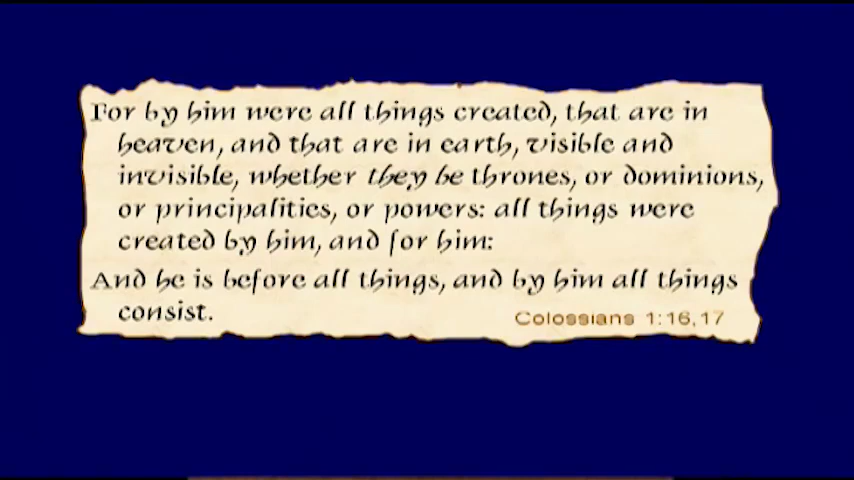 For by him were all things created, that are in
heaven, and that are in earth, visible and
invisible, whether they be thrones, or dominions,
or principalities, or powers: all things were
created by him, and for him:
And he is before all things, and by him all things
consist.
Colossians 1:16,17